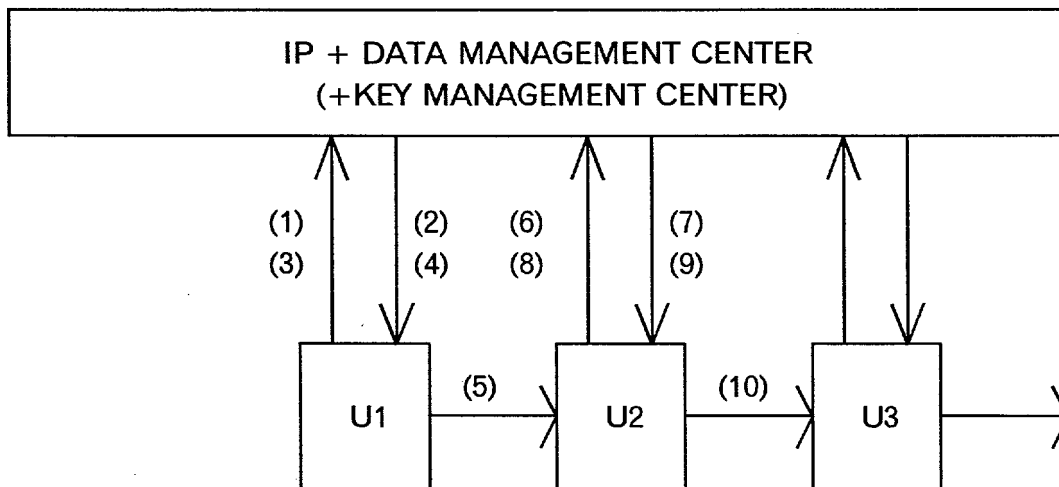 IP + DATA MANAGEMENT CENTER
(+KEY MANAGEMENT CENTER)
(1)
(2)
(6)
(7)
(3)
(4)
(8)
(9)
(5)
(10)
U1
U2
U3